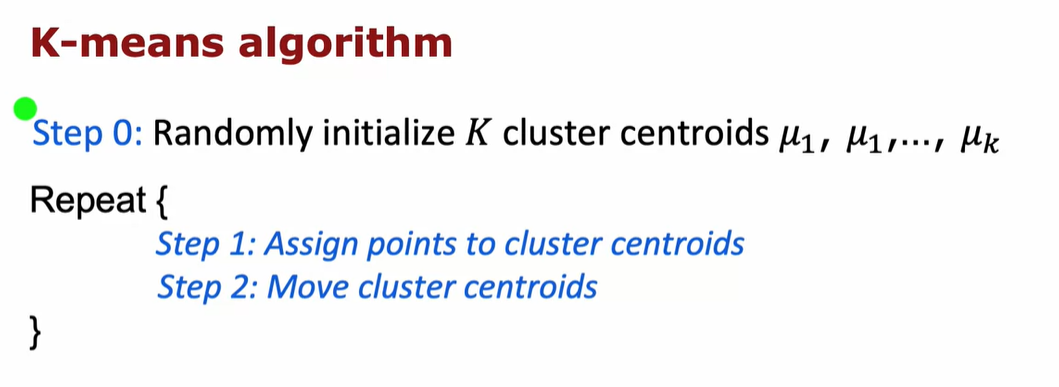 K-means algorithm
Step 0: Randomly initialize K cluster centroids μ₁, μ₁,..., μₖ
Repeat {
Step 1: Assign points to cluster centroids
Step 2: Move cluster centroids
}